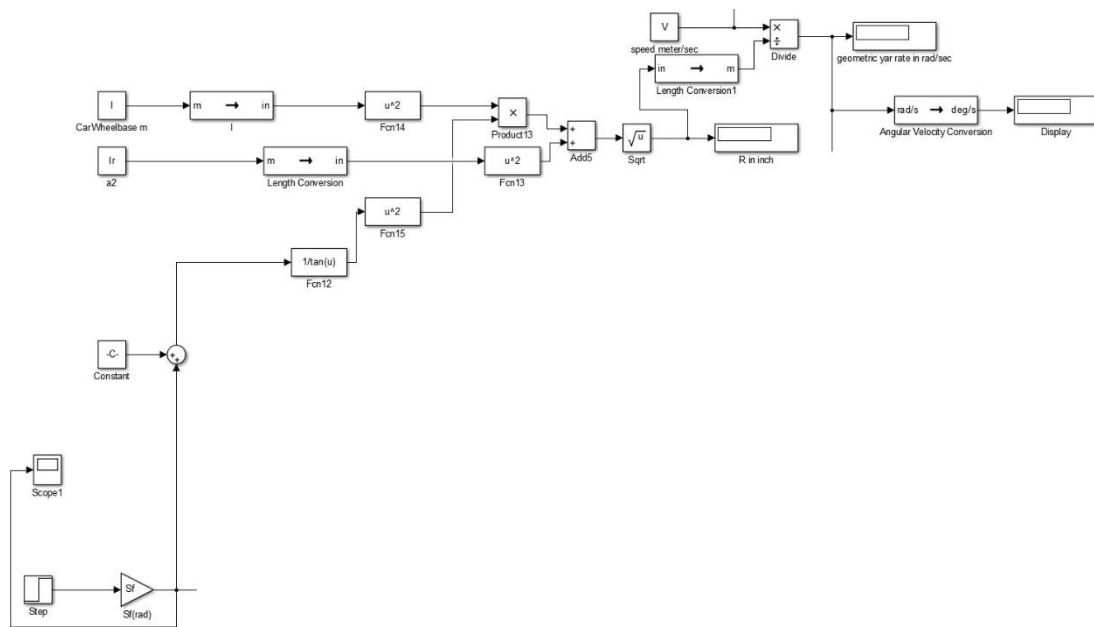 V
speed meter/sec
×
÷
Divide
geometric yar rate in rad/sec
in → m
Length Conversion1
rad/s → deg/s
Angular Velocity Conversion
Display
l
CarWheelbase m
m → in
l
u^2
Fcn14
×
Product13
+
+
Add5
√u
Sqrt
R in inch
lr
a2
m → in
Length Conversion
u^2
Fcn13
u^2
Fcn15
1/tan(u)
Fcn12
-C-
Constant
+
+
Scope1
Step
Sf
Sf(rad)